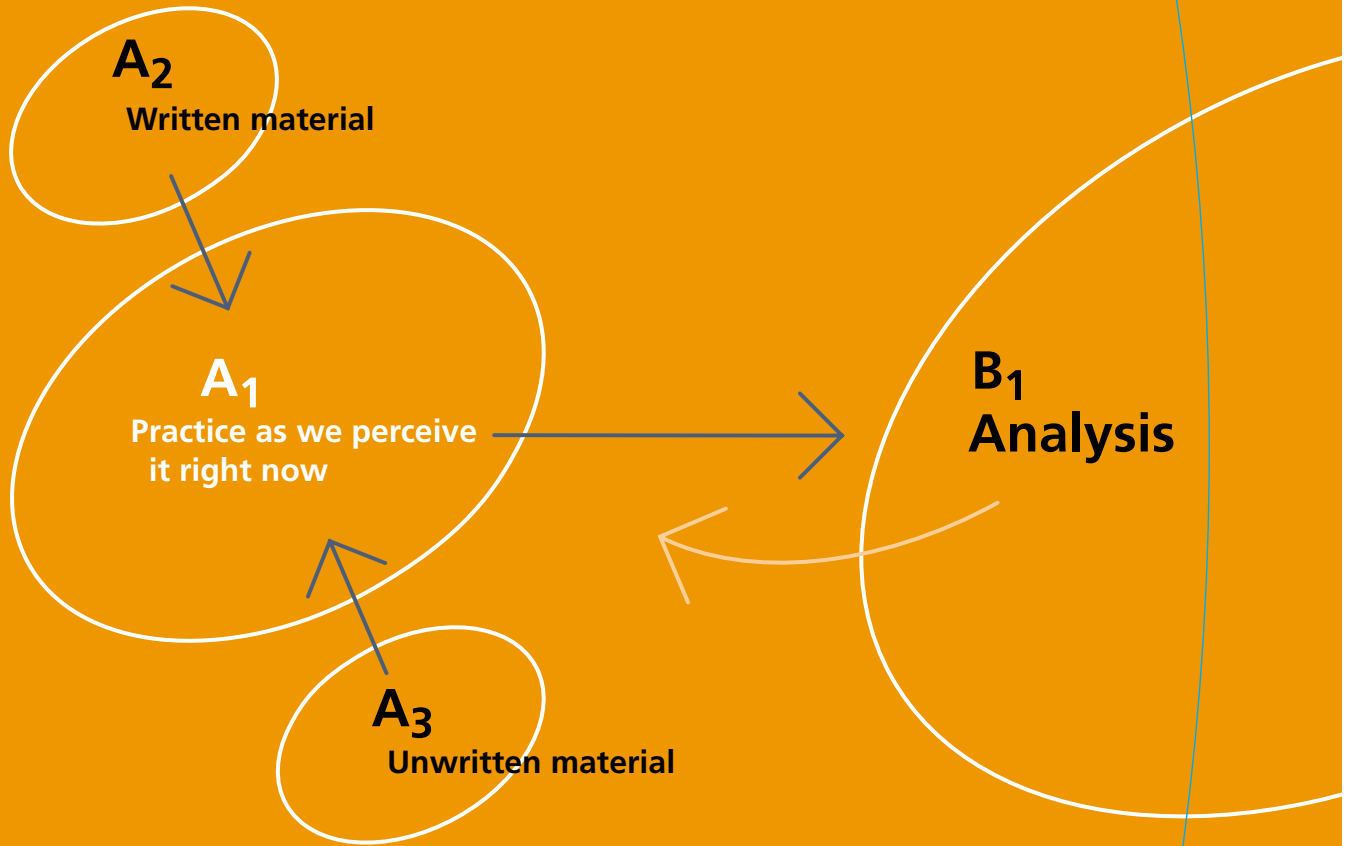 A2
Written material
A1
Practice as we perceive
it right now
B1
Analysis
A3
Unwritten material